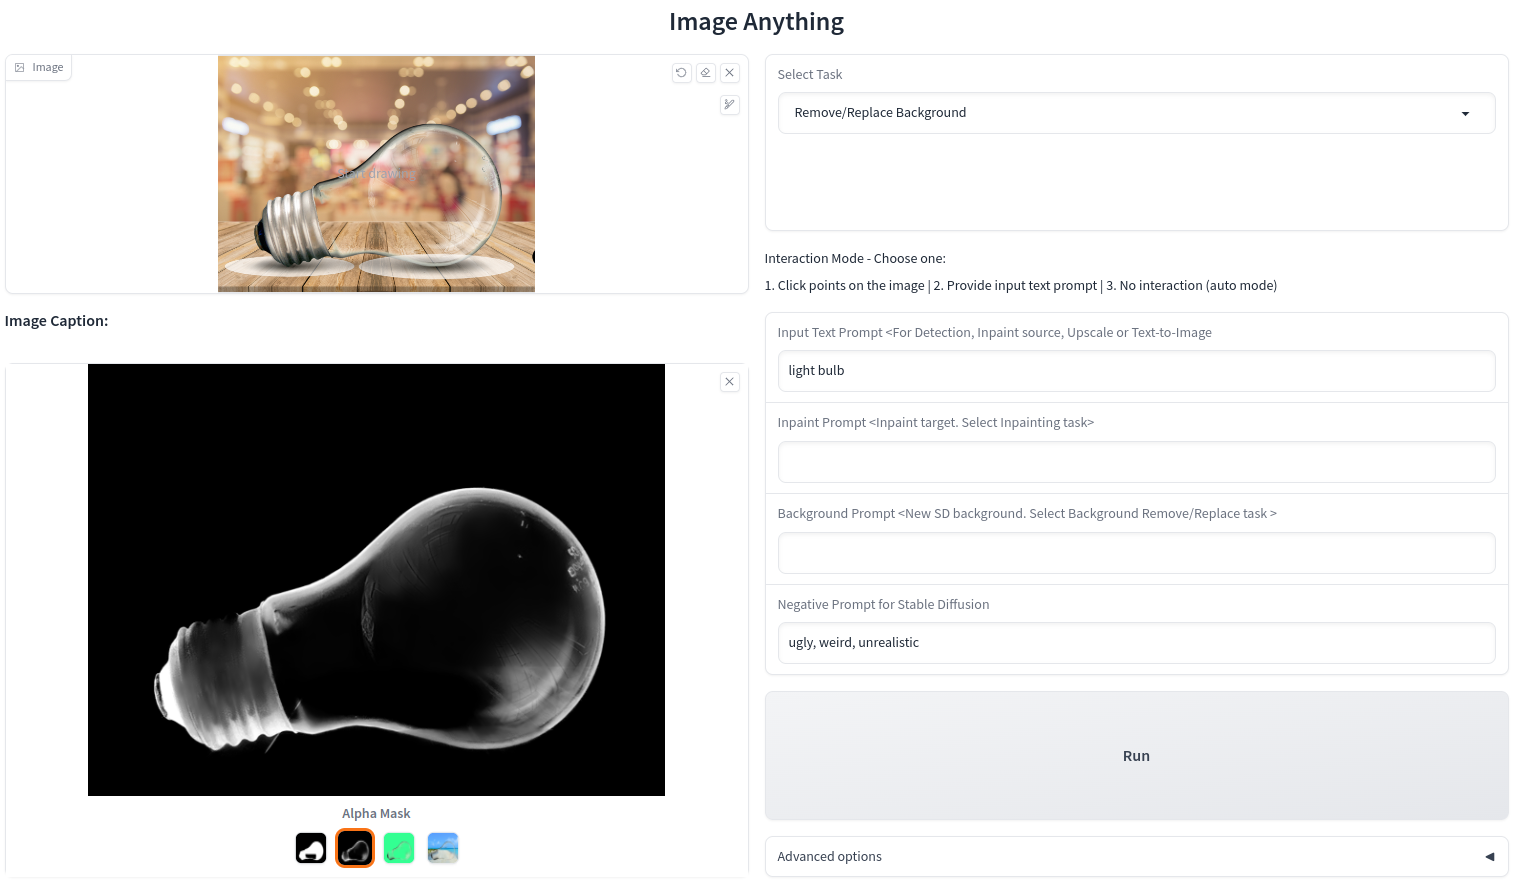 Image Anything
Image
Start drawing
Select Task
Remove/Replace Background
Interaction Mode - Choose one:
1. Click points on the image | 2. Provide input text prompt | 3. No interaction (auto mode)
Image Caption:
Input Text Prompt <For Detection, Inpaint source, Upscale or Text-to-Image
light bulb
Inpaint Prompt <Inpaint target. Select Inpainting task>
Background Prompt <New SD background. Select Background Remove/Replace task >
Negative Prompt for Stable Diffusion
ugly, weird, unrealistic
Run
Alpha Mask
Advanced options